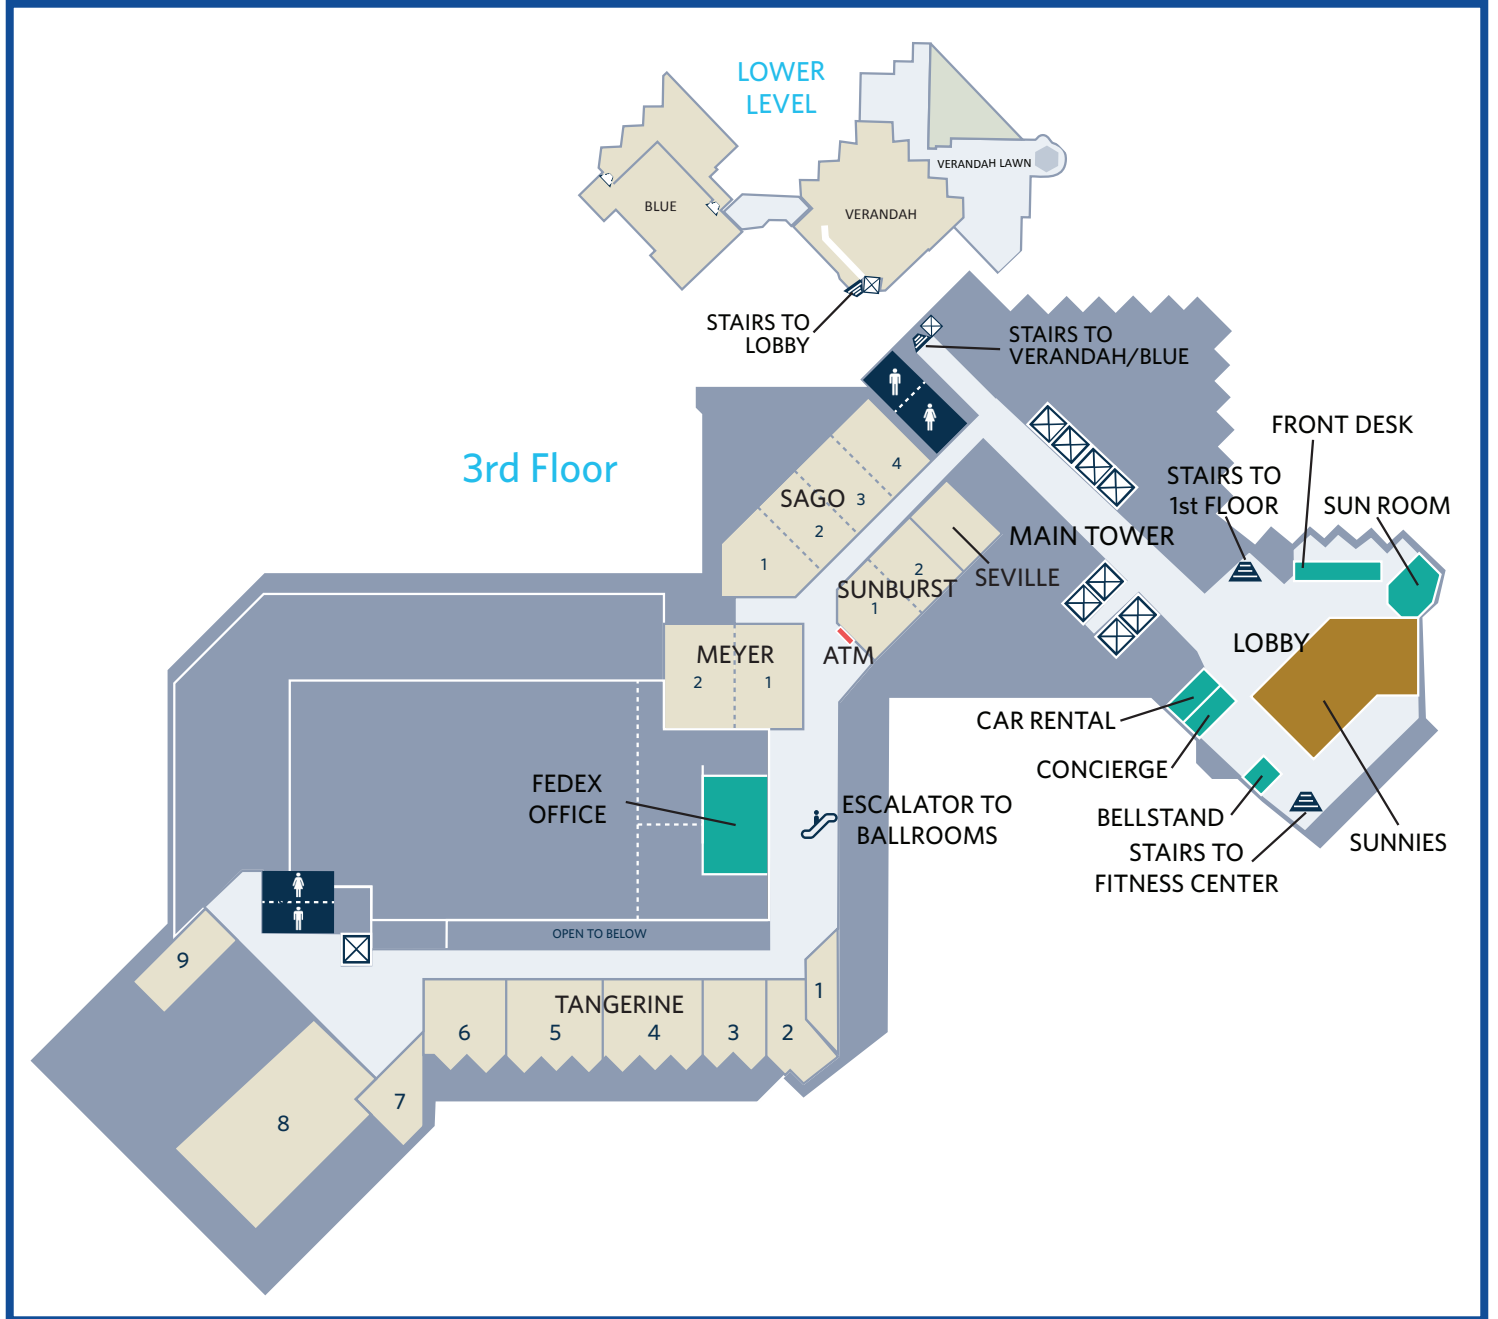 LOWER
LEVEL
VERANDAH LAWN
BLUE
VERANDAH
STAIRS TO
LOBBY
STAIRS TO
VERANDAH/BLUE
3rd Floor
FRONT DESK
STAIRS TO
1st FLOOR
SUN ROOM
4
SAGO
3
2
1
MAIN TOWER
SEVILLE
2
SUNBURST
1
ATM
MEYER
2
1
LOBBY
CAR RENTAL
CONCIERGE
BELLSTAND
STAIRS TO
FITNESS CENTER
SUNNIES
FEDEX
OFFICE
ESCALATOR TO
BALLROOMS
OPEN TO BELOW
TANGERINE
1
2
3
4
5
6
7
8
9